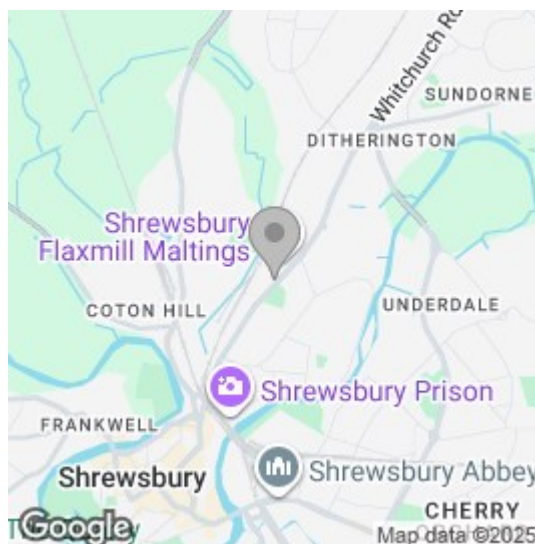 Whitchurch Rd
SUNDORNE
DITHERINGTON
Shrewsbury
Flaxmill Maltings
COTON HILL
UNDERDALE
Shrewsbury Prison
FRANKWELL
Shrewsbury
Shrewsbury Abbey
CHERRY
Google
Map data ©2025